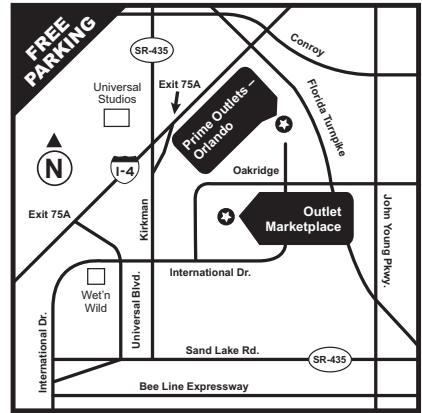 FREE
PARKING
SR-435
Conroy
Exit 75A
Universal
Studios
Florida Turnpike
Prime Outlets –
Orlando
N
I-4
Oakridge
Exit 75A
Kirkman
Outlet
Marketplace
John Young Pkwy.
International Dr.
Wet'n
Wild
Universal Blvd.
International Dr.
Sand Lake Rd.
SR-435
Bee Line Expressway